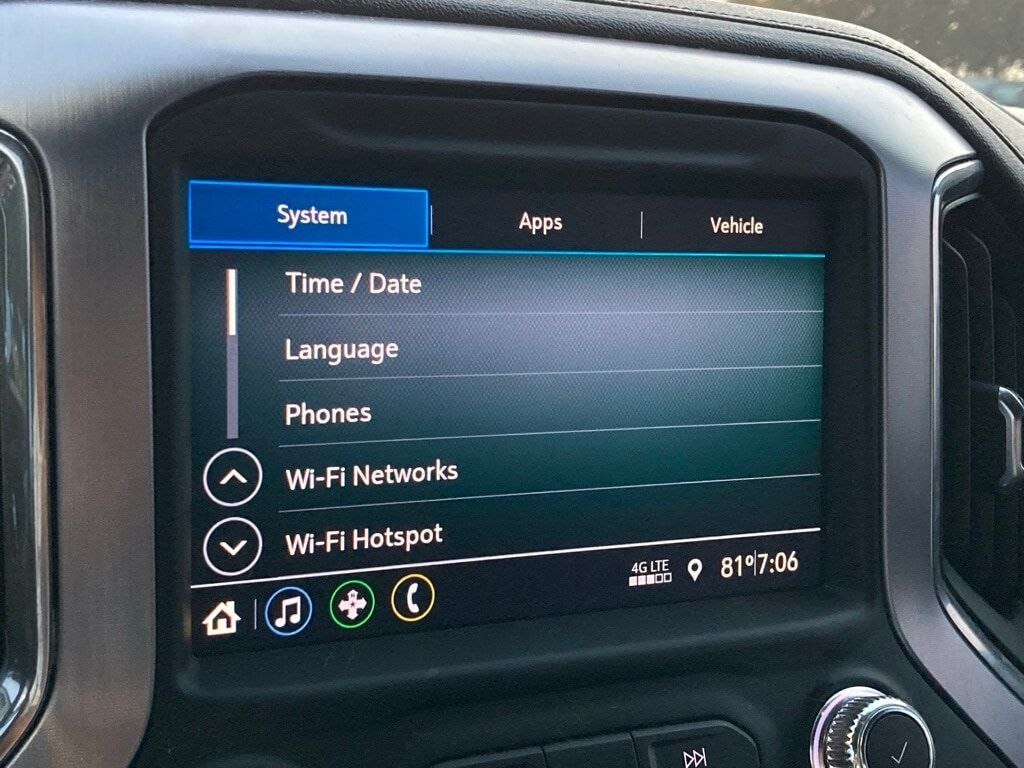 System Apps Vehicle
Time / Date
Language
Phones
Wi-Fi Networks
Wi-Fi Hotspot
4G LTE 81° 7:06